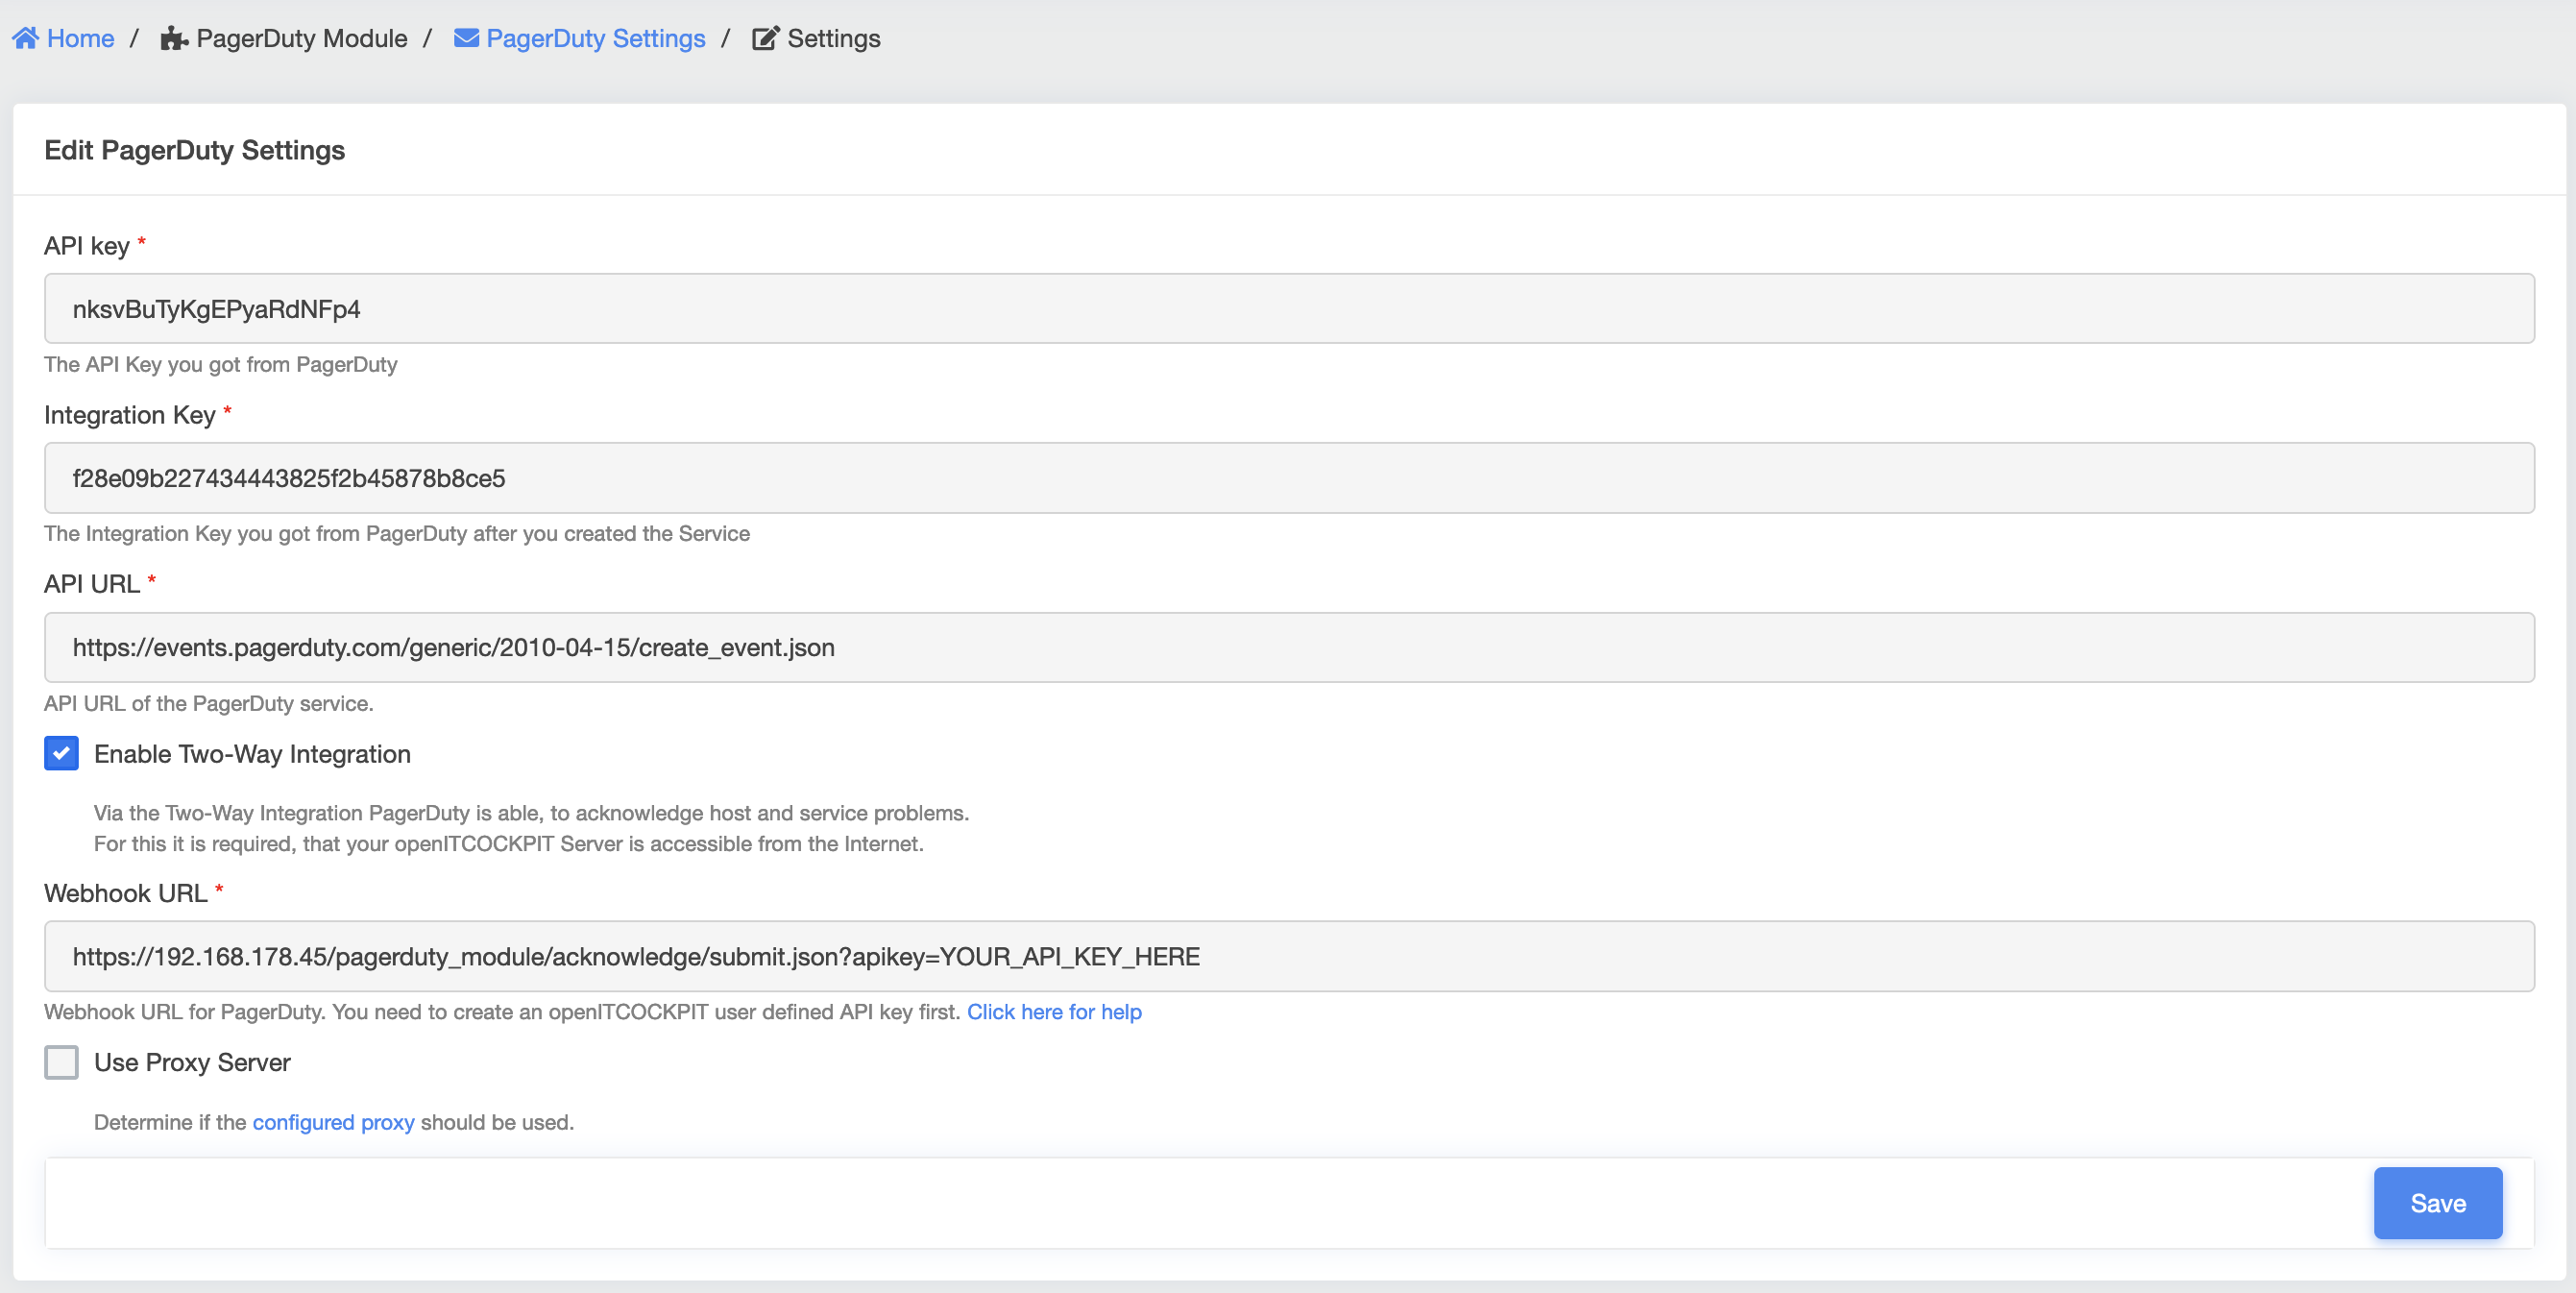 Home / PagerDuty Module / PagerDuty Settings / Settings
Edit PagerDuty Settings
API key *
nksvBuTyKgEPyaRdNFp4
The API Key you got from PagerDuty
Integration Key *
f28e09b227434443825f2b45878b8ce5
The Integration Key you got from PagerDuty after you created the Service
API URL *
https://events.pagerduty.com/generic/2010-04-15/create_event.json
API URL of the PagerDuty service.
Enable Two-Way Integration
Via the Two-Way Integration PagerDuty is able, to acknowledge host and service problems.
For this it is required, that your openITCOCKPIT Server is accessible from the Internet.
Webhook URL *
https://192.168.178.45/pagerduty_module/acknowledge/submit.json?apikey=YOUR_API_KEY_HERE
Webhook URL for PagerDuty. You need to create an openITCOCKPIT user defined API key first. Click here for help
Use Proxy Server
Determine if the configured proxy should be used.
Save